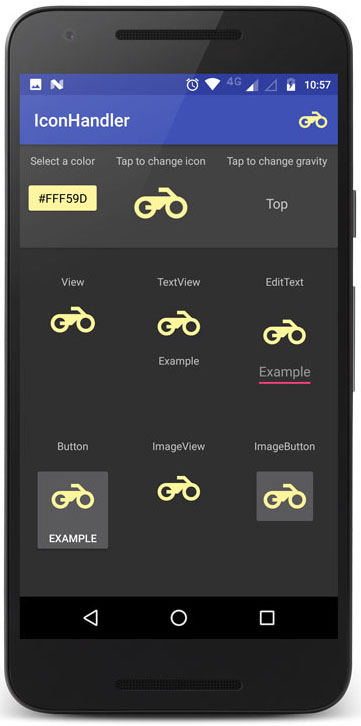 4G
10:57
IconHandler
Select a color
Tap to change icon
Tap to change gravity
#FFF59D
Top
View
TextView
EditText
Example
Example
Button
ImageView
ImageButton
EXAMPLE